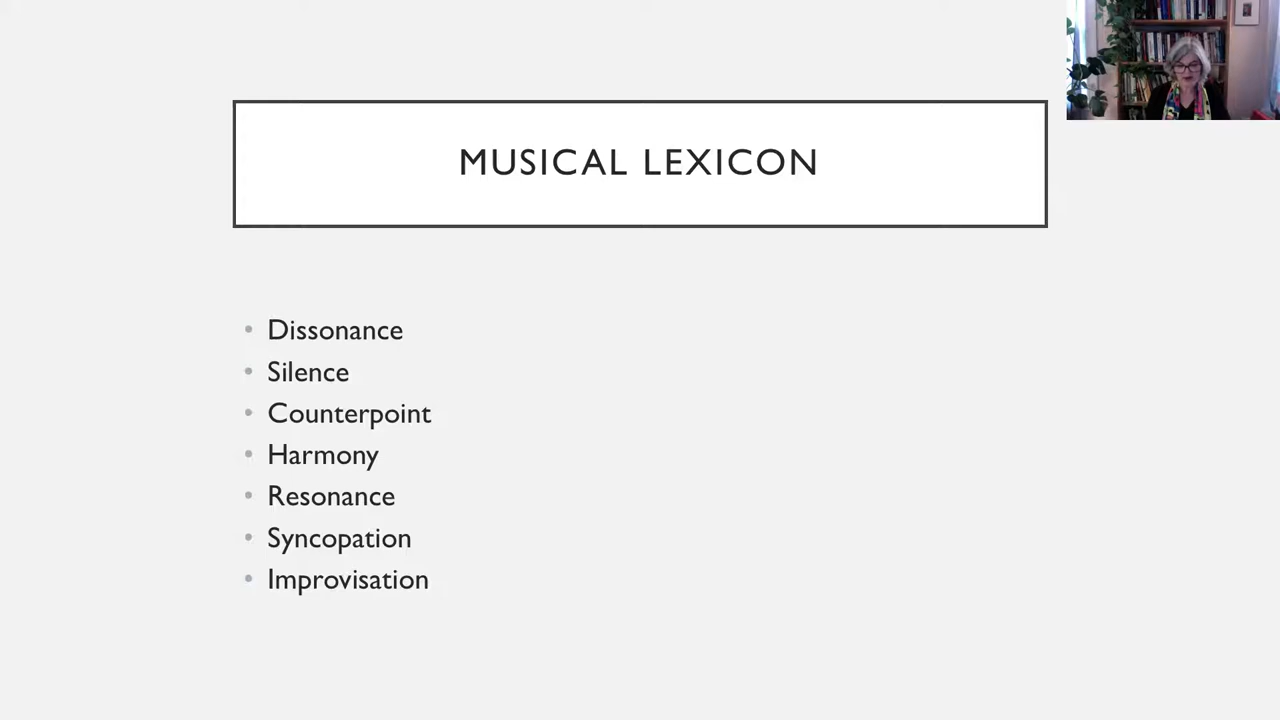 MUSICAL LEXICON
• Dissonance
• Silence
• Counterpoint
• Harmony
• Resonance
• Syncopation
• Improvisation